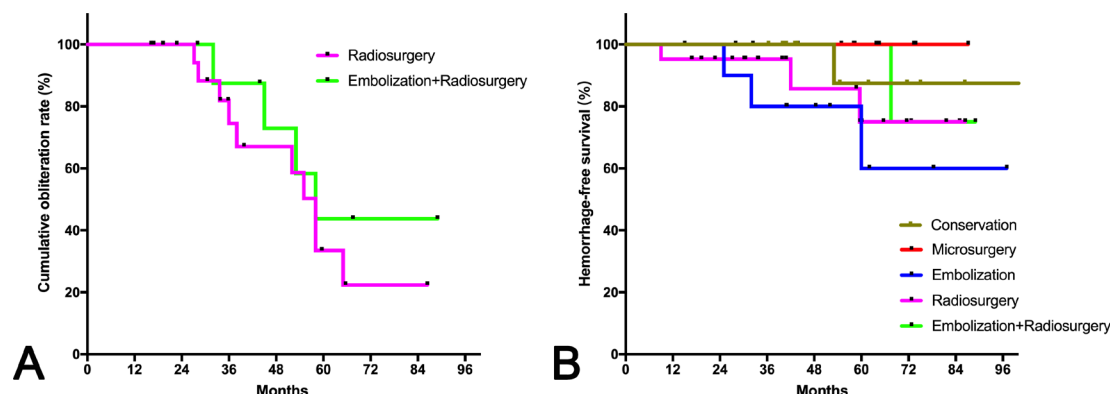 Cumulative obliteration rate (%)
100
80
60
40
20
0
0 12 24 36 48 60 72 84 96
Months
Radiosurgery
Embolization+Radiosurgery
A
Hemorrhage-free survival (%)
100
80
60
40
20
0
0 12 24 36 48 60 72 84 96
Months
Conservation
Microsurgery
Embolization
Radiosurgery
Embolization+Radiosurgery
B